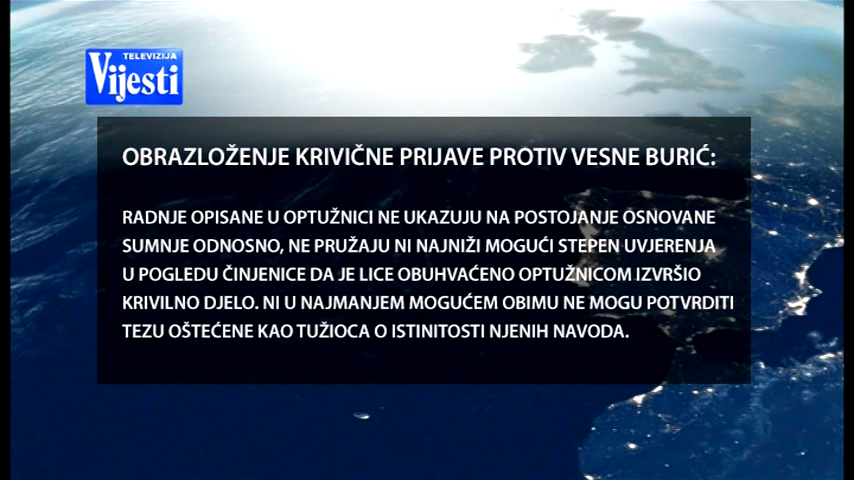 TELEVIZIJA
Vijesti
OBRAZLOŽENJE KRIVIČNE PRIJAVE PROTIV VESNE BURIĆ:
RADNJE OPISANE U OPTUŽNICI NE UKAZUJU NA POSTOJANJE OSNOVANE
SUMNJE ODNOSNO, NE PRUŽAJU NI NAJNIŽI MOGUĆI STEPEN UVJERENJA
U POGLEDU ČINJENICE DA JE LICE OBUHVAĆENO OPTUŽNICOM IZVRŠIO
KRIVILNO DJELO. NI U NAJMANJEM MOGUĆEM OBIMU NE MOGU POTVRDITI
TEZU OŠTEĆENE KAO TUŽIOCA O ISTINITOSTI NJENIH NAVODA.